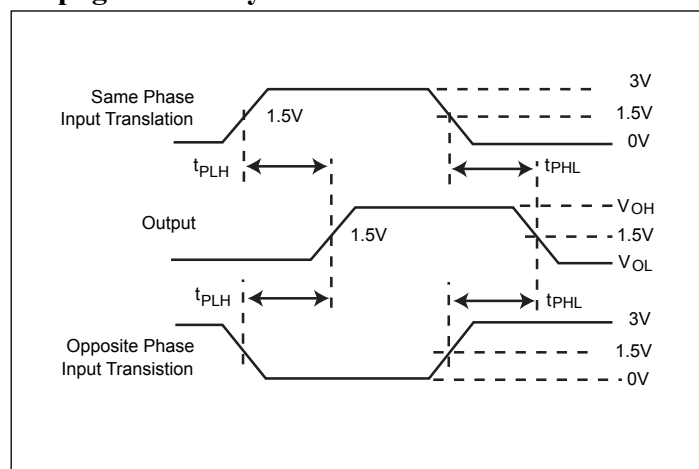 Same Phase
Input Translation
3V
1.5V
1.5V
0V
tPLH
tPHL
Output
VOH
1.5V
1.5V
VOL
tPLH
tPHL
Opposite Phase
Input Transistion
3V
1.5V
0V